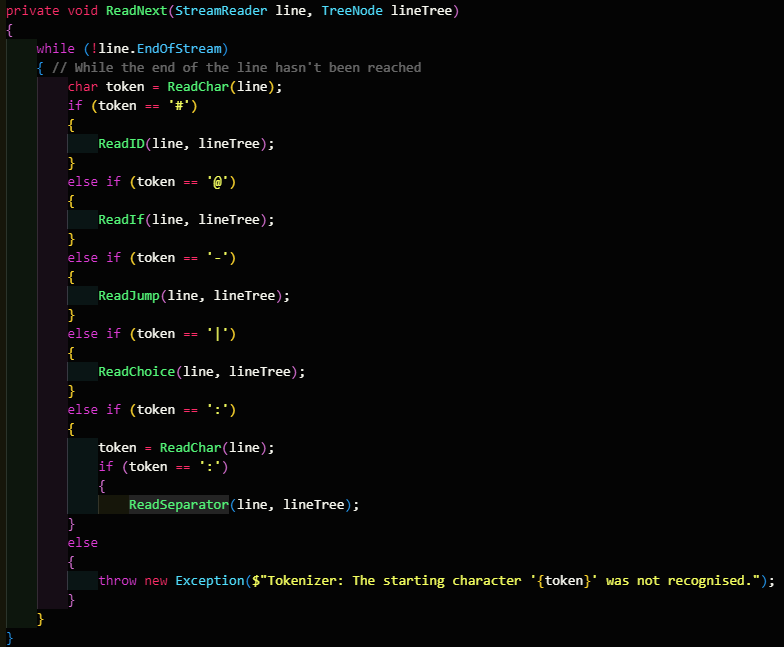 private void ReadNext(StreamReader line, TreeNode lineTree)
{
    while (!line.EndOfStream)
    { // While the end of the line hasn't been reached
        char token = ReadChar(line);
        if (token == '#')
        {
            ReadID(line, lineTree);
        }
        else if (token == '@')
        {
            ReadIf(line, lineTree);
        }
        else if (token == '-')
        {
            ReadJump(line, lineTree);
        }
        else if (token == '|')
        {
            ReadChoice(line, lineTree);
        }
        else if (token == ':')
        {
            token = ReadChar(line);
            if (token == ':')
            {
                ReadSeparator(line, lineTree);
        }
        else
        {
            throw new Exception($"Tokenizer: The starting character '{token}' was not recognised.");
        }
    }
}